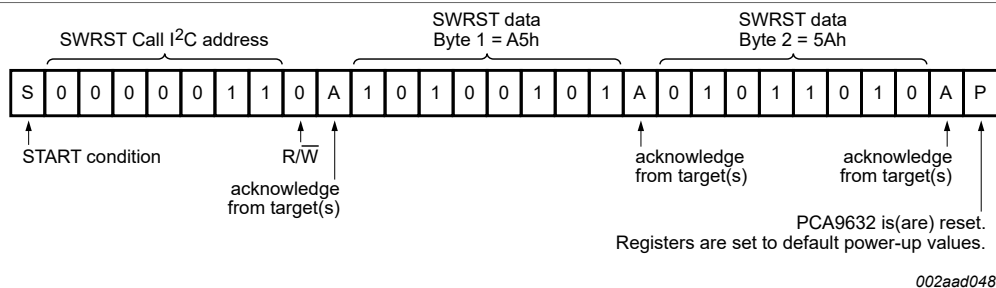 SWRST Call I²C address
SWRST data
Byte 1 = A5h
SWRST data
Byte 2 = 5Ah
S 0 0 0 0 0 1 1 0 A 1 0 1 0 0 1 0 1 A 0 1 0 1 1 0 1 0 A P
START condition
R/W̅
acknowledge
from target(s)
acknowledge
from target(s)
acknowledge
from target(s)
PCA9632 is(are) reset.
Registers are set to default power-up values.
002aad048